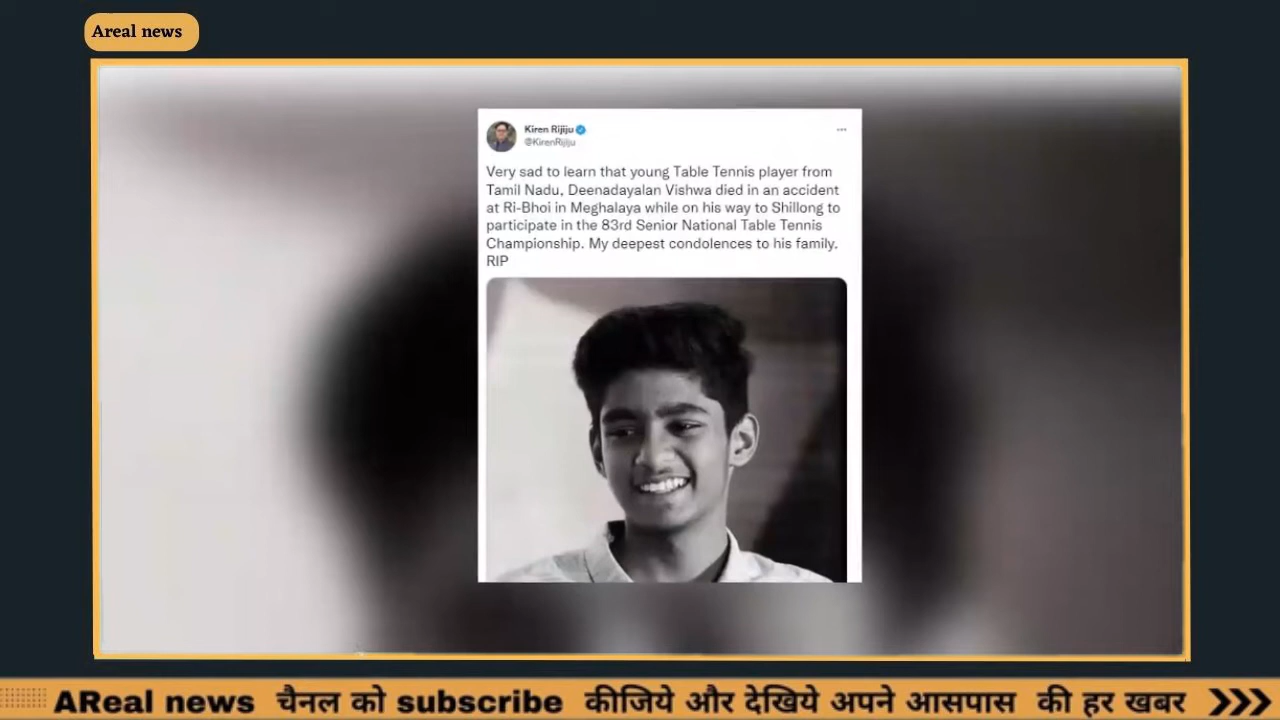 Areal news
Kiren Rijiju
@KirenRijiju
Very sad to learn that young Table Tennis player from
Tamil Nadu, Deenadayalan Vishwa died in an accident
at Ri-Bhoi in Meghalaya while on his way to Shillong to
participate in the 83rd Senior National Table Tennis
Championship. My deepest condolences to his family.
RIP
AReal news चैनल को subscribe कीजिये और देखिये अपने आसपास की हर खबर